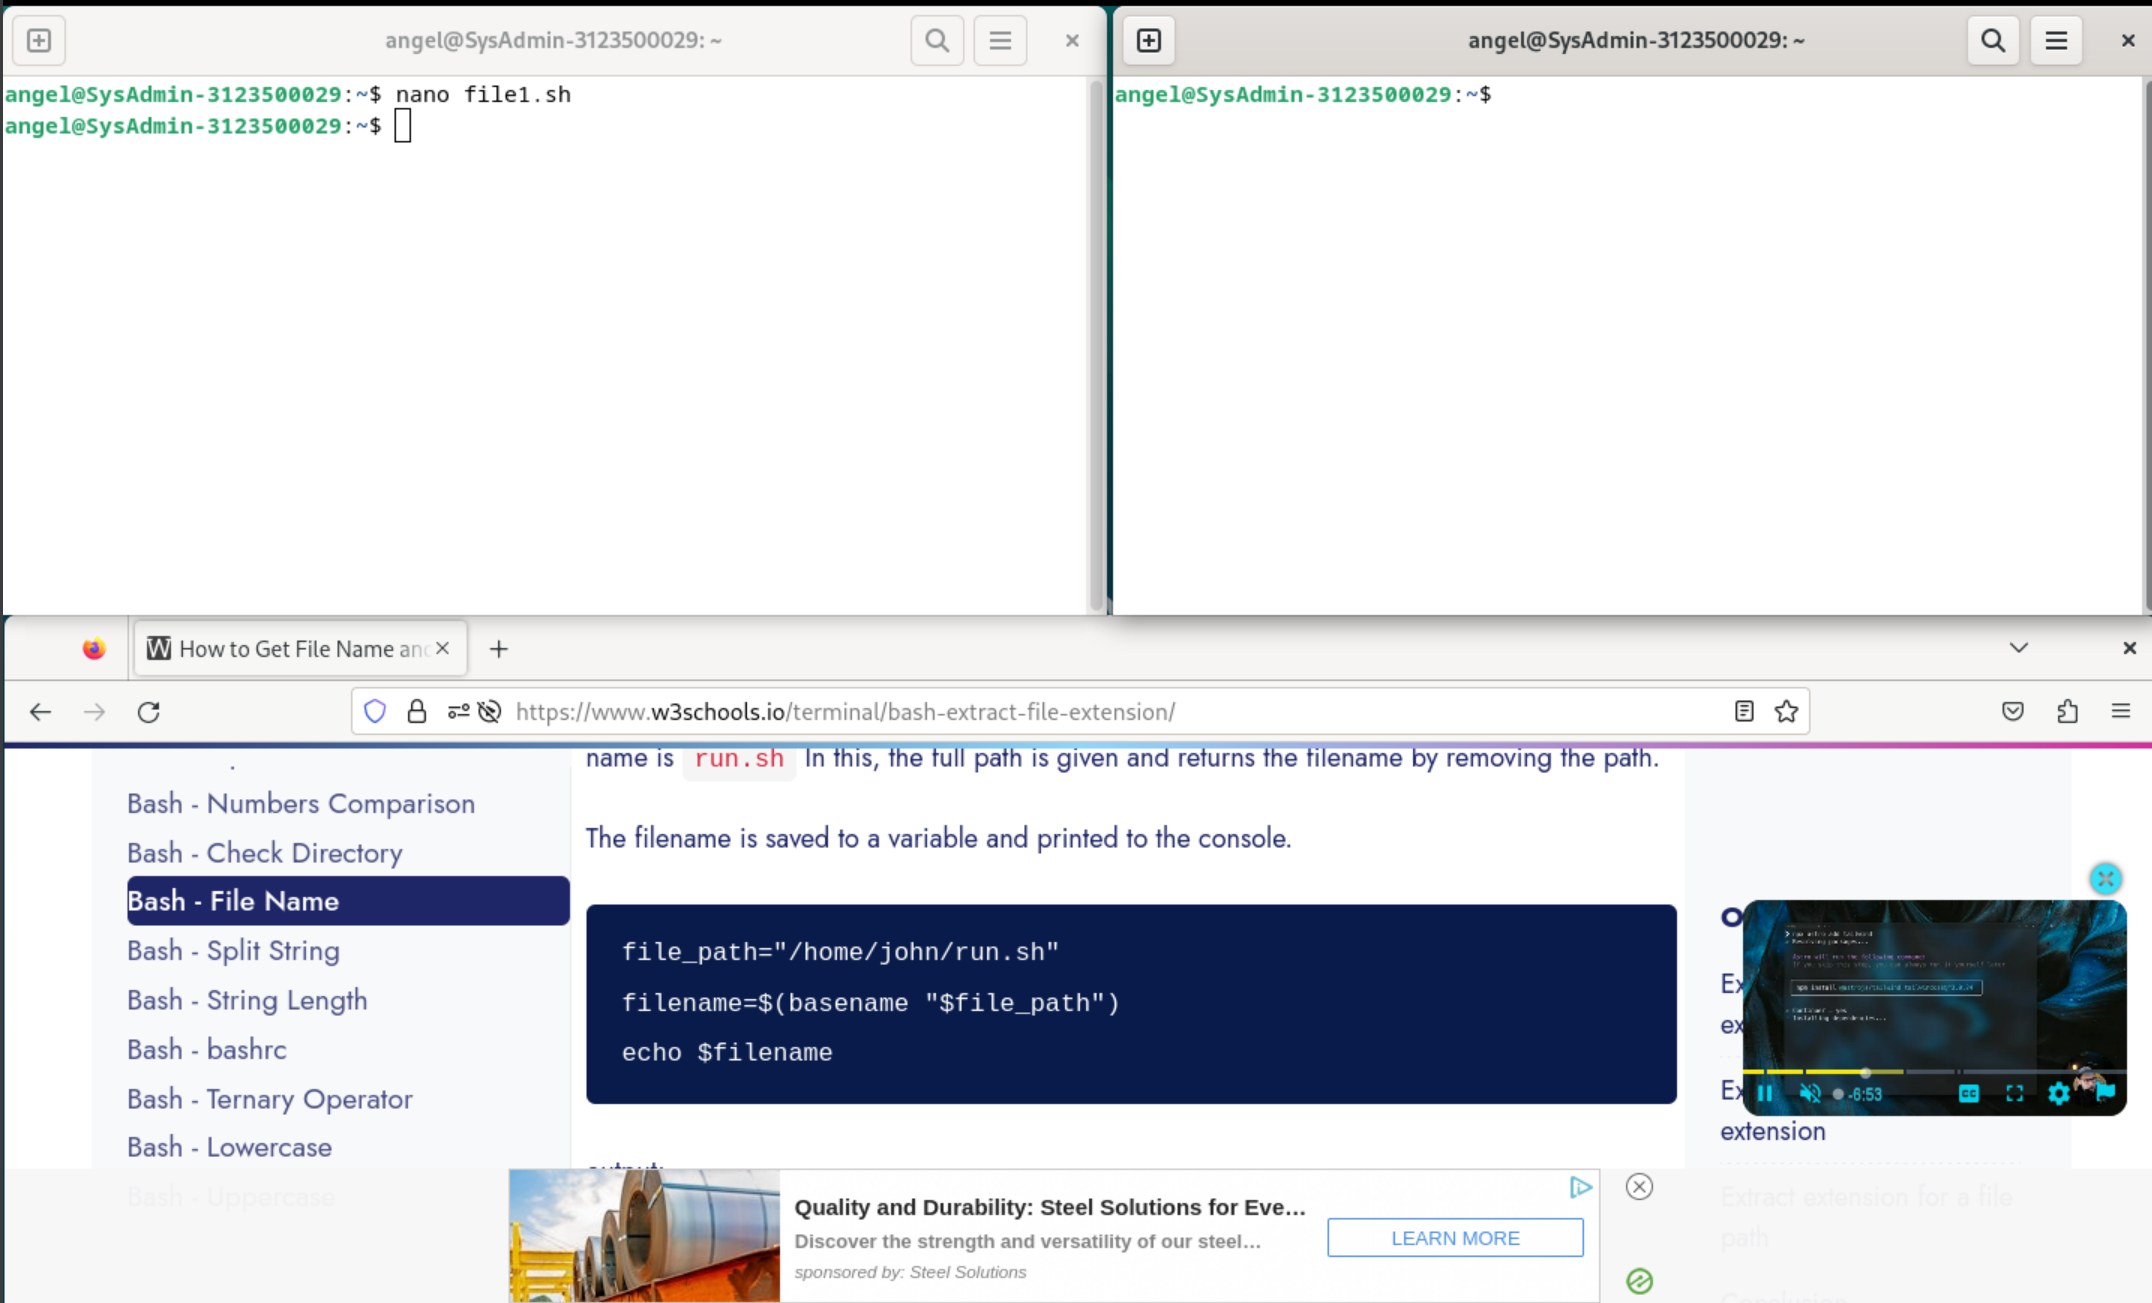 angel@SysAdmin-3123500029: ~
angel@SysAdmin-3123500029:~$ nano file1.sh
angel@SysAdmin-3123500029:~$
angel@SysAdmin-3123500029: ~
angel@SysAdmin-3123500029:~$
How to Get File Name an
https://www.w3schools.io/terminal/bash-extract-file-extension/
Bash - Numbers Comparison
Bash - Check Directory
Bash - File Name
Bash - Split String
Bash - String Length
Bash - bashrc
Bash - Ternary Operator
Bash - Lowercase
Bash - Uppercase
name is run.sh In this, the full path is given and returns the filename by removing the path.
The filename is saved to a variable and printed to the console.
file_path="/home/john/run.sh"
filename=$(basename "$file_path")
echo $filename
output:
Ex
ex
Ex
extension
Extract extension for a file
path
Conclusion
-6:53
CC
Quality and Durability: Steel Solutions for Eve...
Discover the strength and versatility of our steel...
sponsored by: Steel Solutions
LEARN MORE